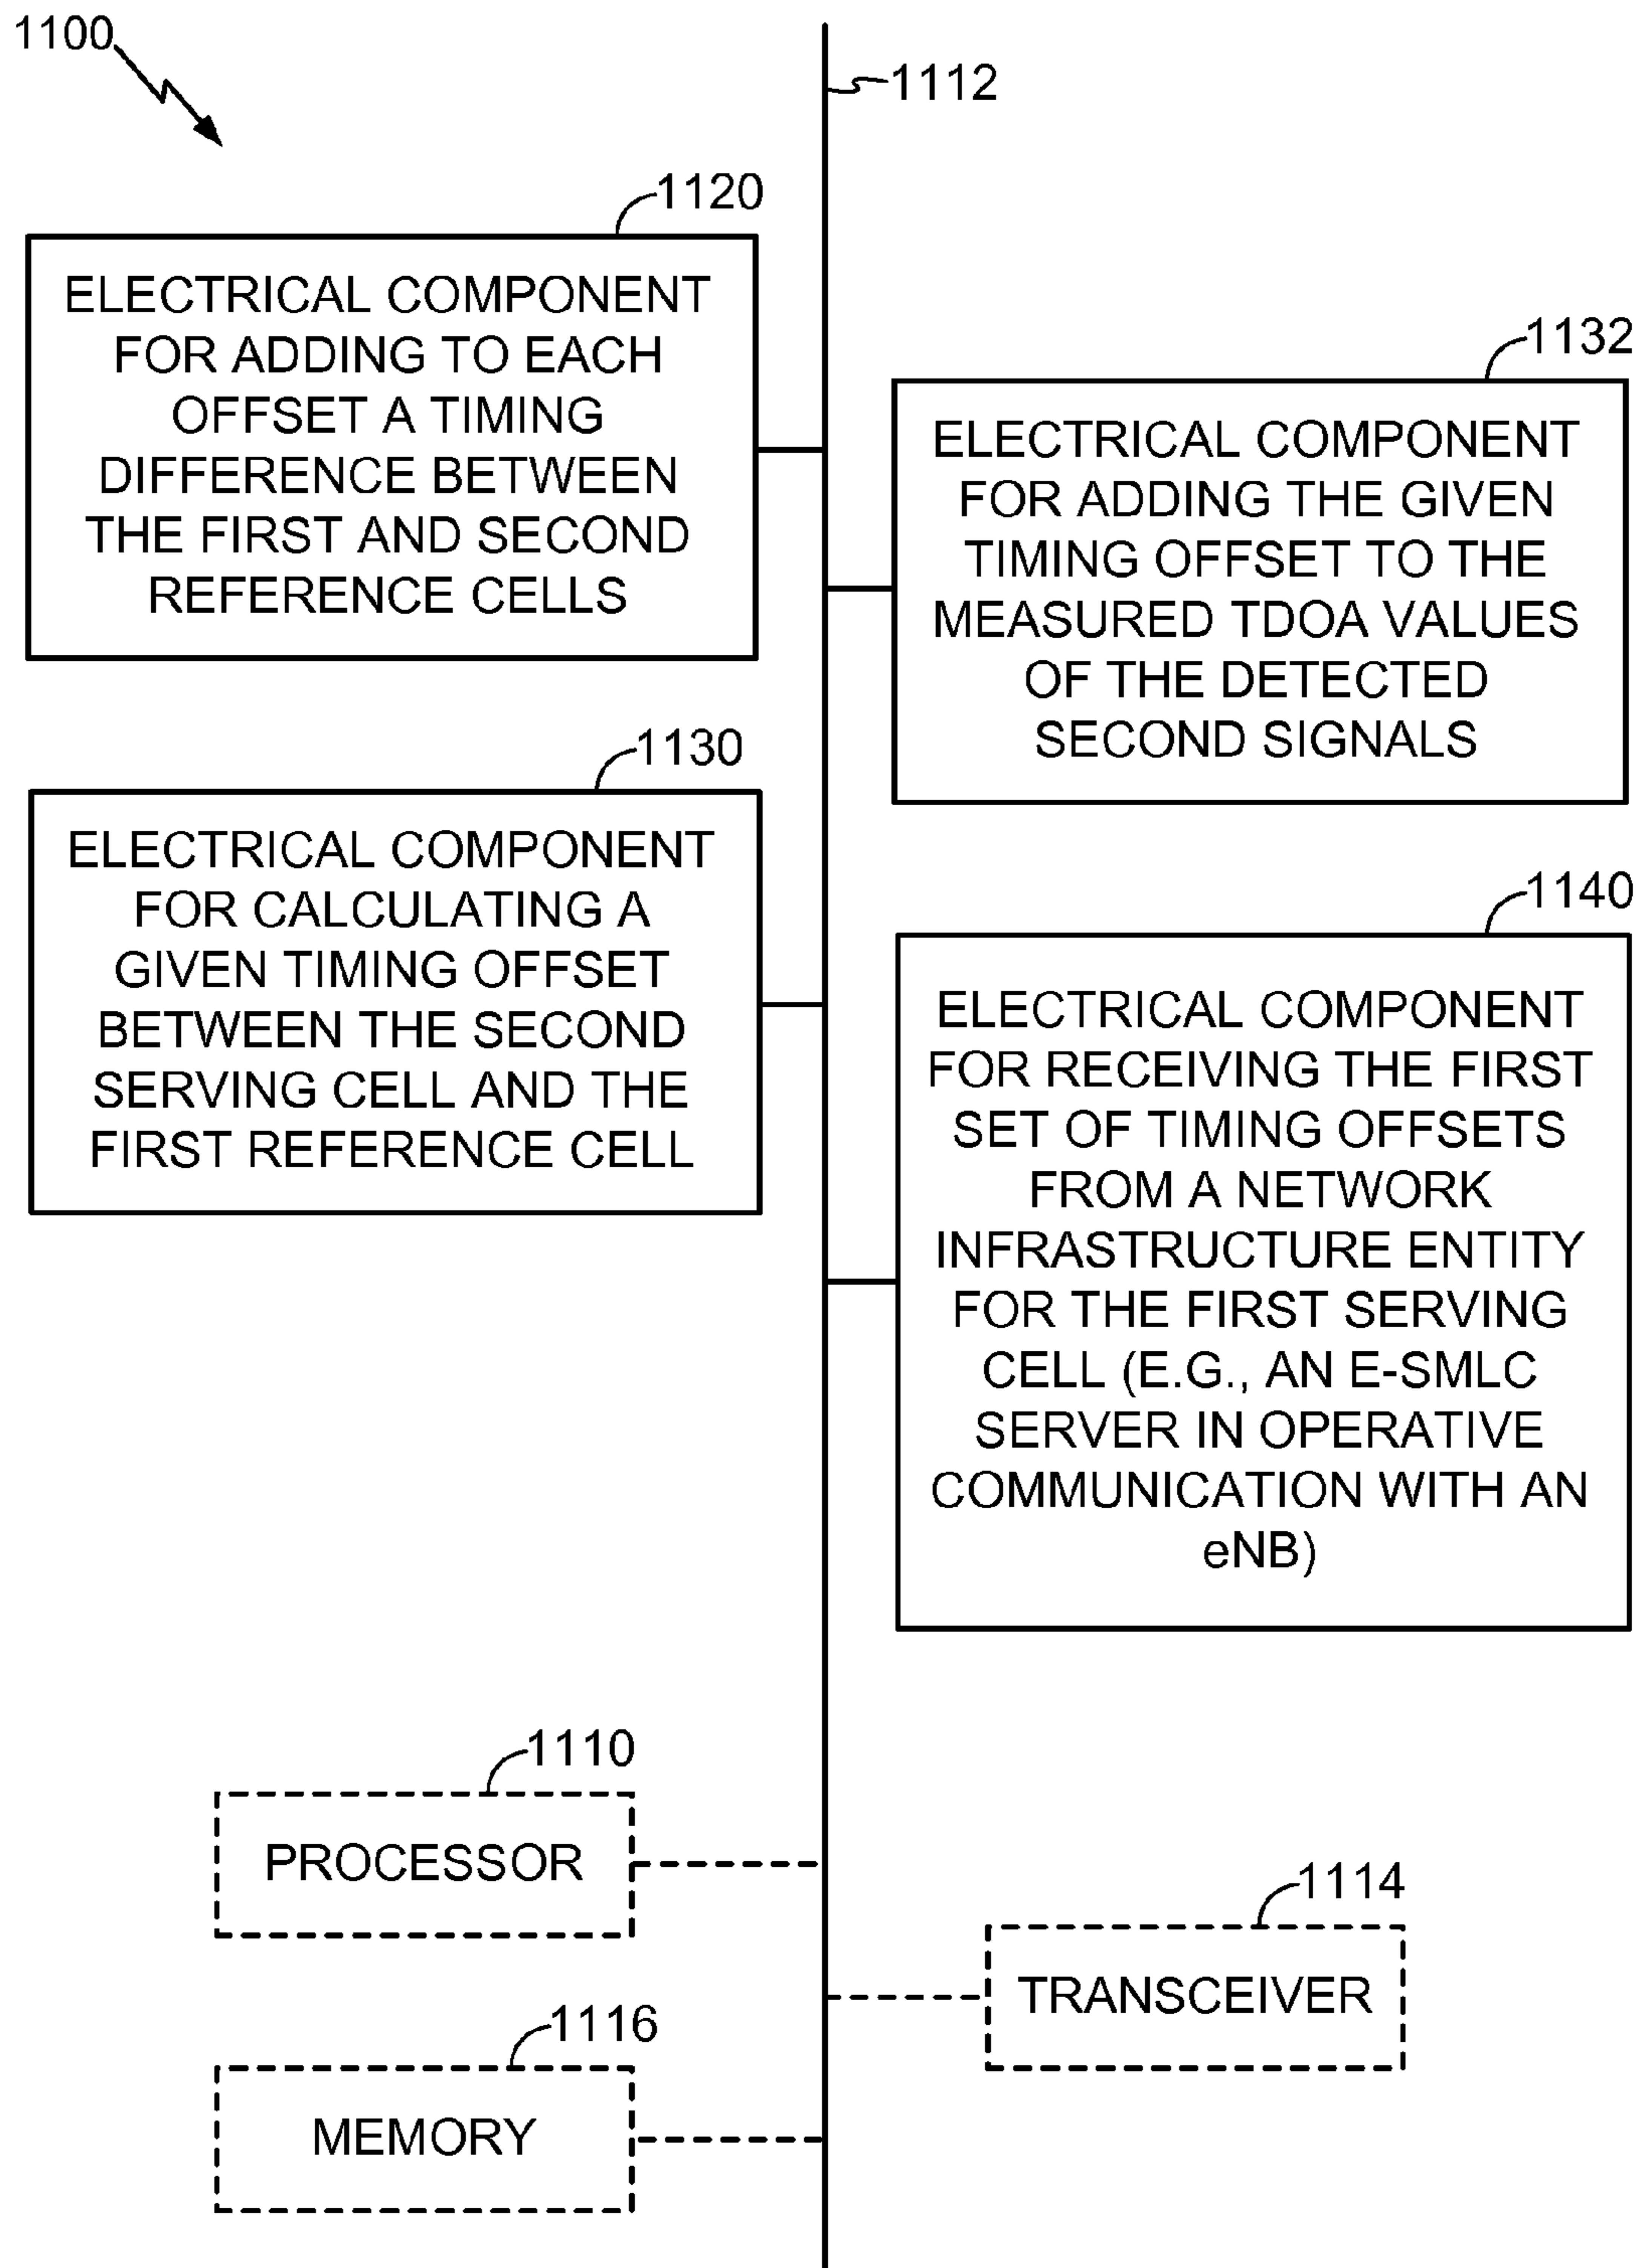 1100
1112
1120
ELECTRICAL COMPONENT
FOR ADDING TO EACH
OFFSET A TIMING
DIFFERENCE BETWEEN
THE FIRST AND SECOND
REFERENCE CELLS
1132
ELECTRICAL COMPONENT
FOR ADDING THE GIVEN
TIMING OFFSET TO THE
MEASURED TDOA VALUES
OF THE DETECTED
SECOND SIGNALS
1130
ELECTRICAL COMPONENT
FOR CALCULATING A
GIVEN TIMING OFFSET
BETWEEN THE SECOND
SERVING CELL AND THE
FIRST REFERENCE CELL
1140
ELECTRICAL COMPONENT
FOR RECEIVING THE FIRST
SET OF TIMING OFFSETS
FROM A NETWORK
INFRASTRUCTURE ENTITY
FOR THE FIRST SERVING
CELL (E.G., AN E-SMLC
SERVER IN OPERATIVE
COMMUNICATION WITH AN
eNB)
1110
PROCESSOR
1114
TRANSCEIVER
1116
MEMORY